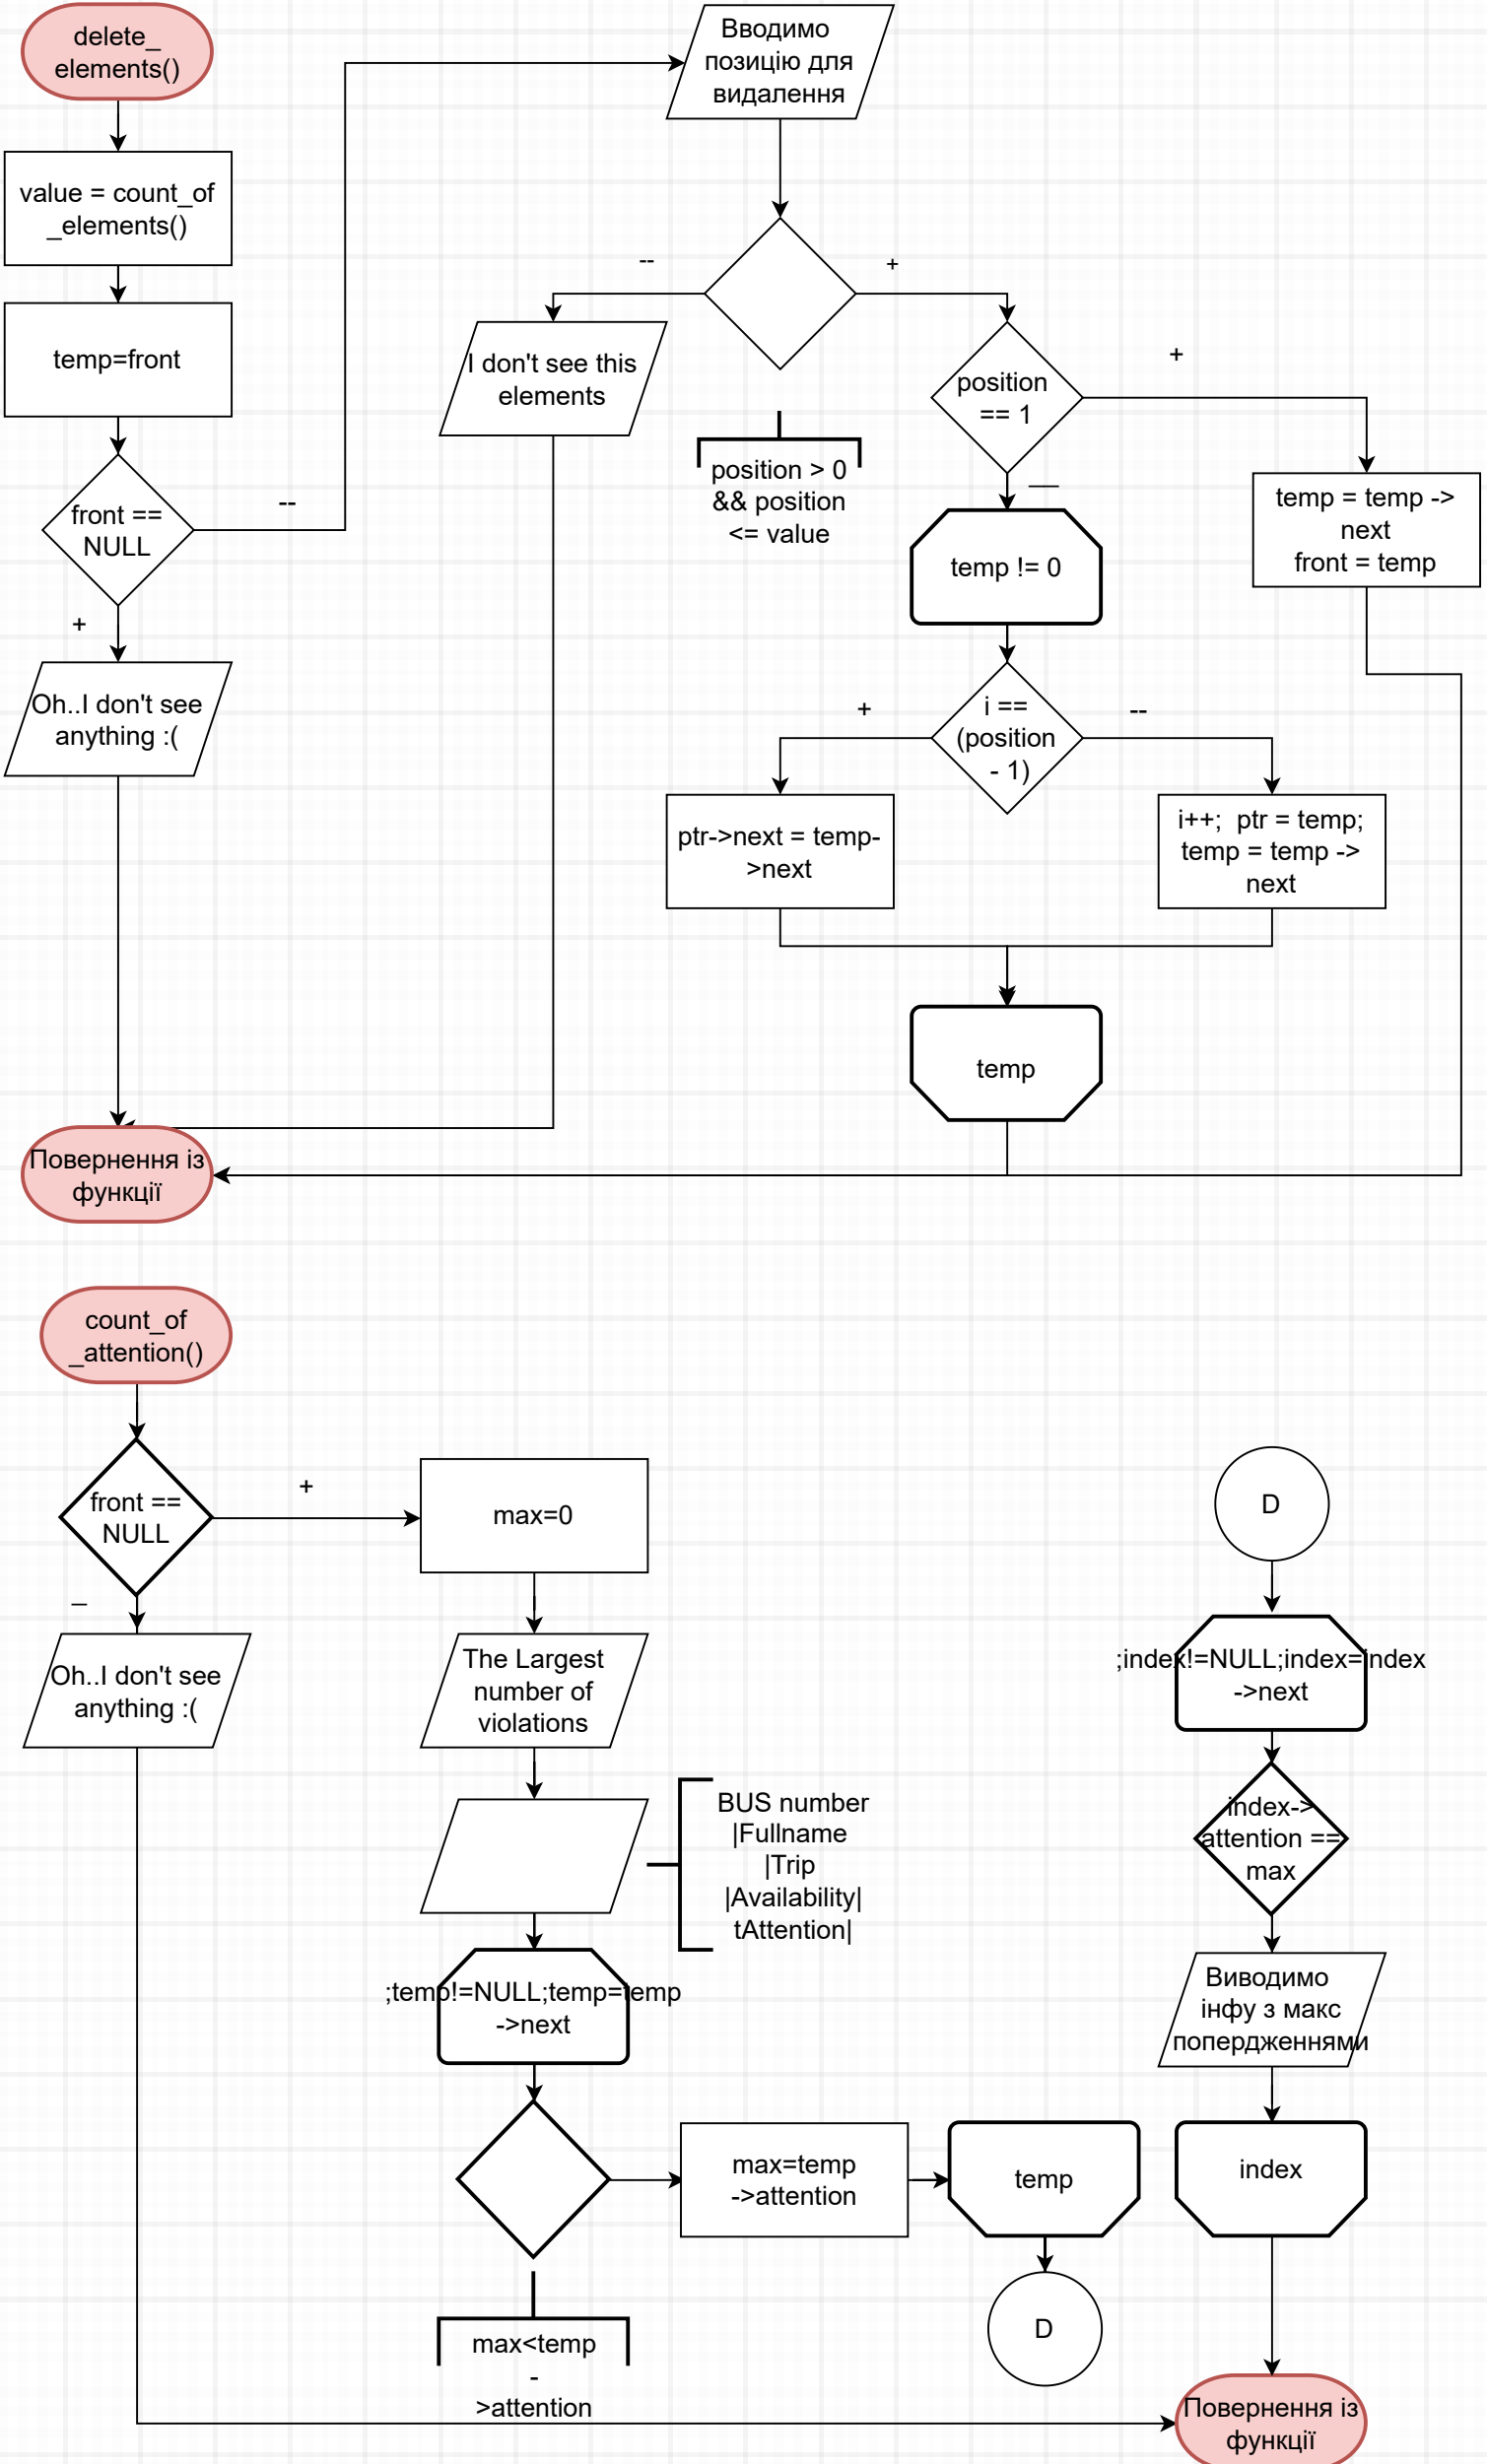 delete_
elements()
value = count_of
_elements()
temp=front
front ==
NULL
--
+
Oh..I don't see
anything :(
Повернення із
функції
Вводимо
позицію для
видалення
--
+
I don't see this
elements
position > 0
&& position
<= value
position
== 1
+
__
temp = temp ->
next
front = temp
temp != 0
i ==
(position
- 1)
+
--
ptr->next = temp-
>next
i++;  ptr = temp;
temp = temp ->
next
temp
count_of
_attention()
front ==
NULL
+
_
Oh..I don't see
anything :(
max=0
The Largest
number of
violations
BUS number
|Fullname
|Trip
|Availability|
tAttention|
;temp!=NULL;temp=temp
->next
max<temp
-
>attention
max=temp
->attention
temp
D
D
;index!=NULL;index=index
->next
index->
attention ==
max
Виводимо
інфу з макс
попердженнями
index
Повернення із
функції